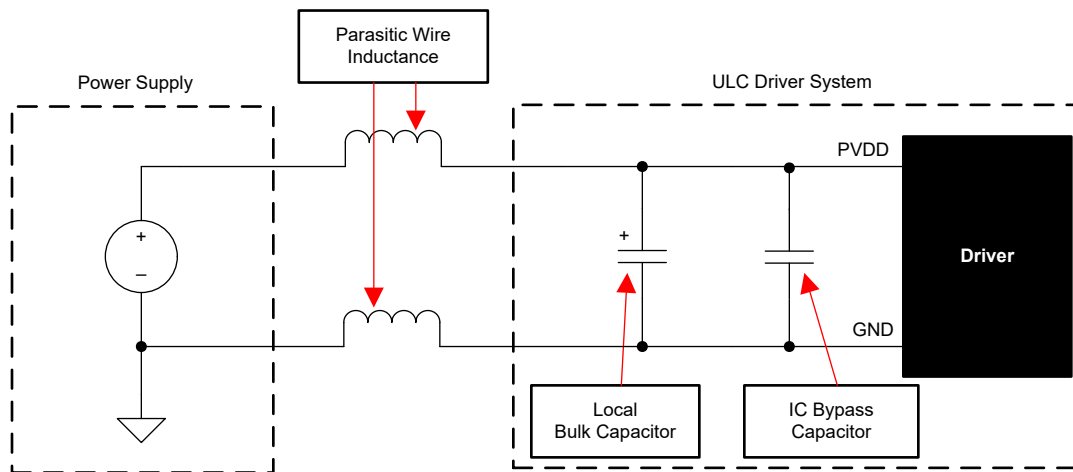 Parasitic Wire
Inductance
Power Supply
ULC Driver System
PVDD
+
–
+
Driver
GND
Local
Bulk Capacitor
IC Bypass
Capacitor